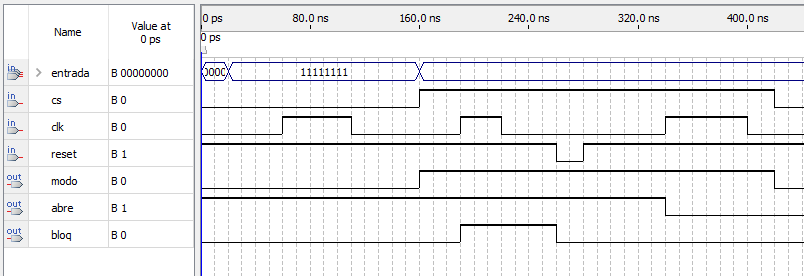 Name
Value at
0 ps
0 ps
80.0 ns
160.0 ns
240.0 ns
320.0 ns
400.0 ns
0 ps
in
entrada
B 00000000
0000
11111111
in
cs
B 0
in
clk
B 0
in
reset
B 1
out
modo
B 0
out
abre
B 1
out
bloq
B 0